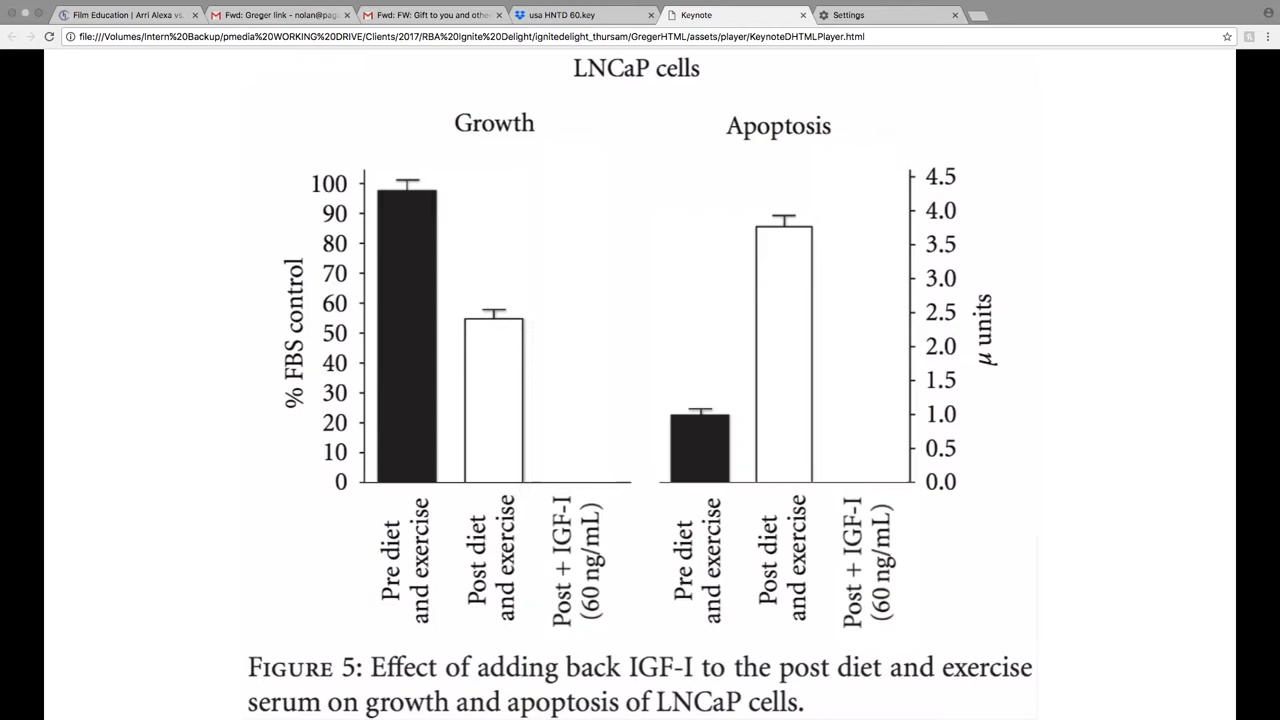 Film Education | Arri Alexa vs.
Fwd: Greger link - nolan@pag
Fwd: FW: Gift to you and othe
usa HNTD 60.key
Keynote
Settings
file:///Volumes/Intern%20Backup/pmedia%20WORKING%20DRIVE/Clients/2017/RBA%20Ignite%20Delight/ignitedelight_thursam/GregerHTML/assets/player/KeynoteDHTMLPlayer.html
LNCaP cells
Growth
Apoptosis
% FBS control
100
90
80
70
60
50
40
30
20
10
0
4.5
4.0
3.5
3.0
2.5
2.0
1.5
1.0
0.5
0.0
μ units
Pre diet
and exercise
Post diet
and exercise
Post + IGF-I
(60 ng/mL)
Pre diet
and exercise
Post diet
and exercise
Post + IGF-I
(60 ng/mL)
FIGURE 5: Effect of adding back IGF-I to the post diet and exercise
serum on growth and apoptosis of LNCaP cells.